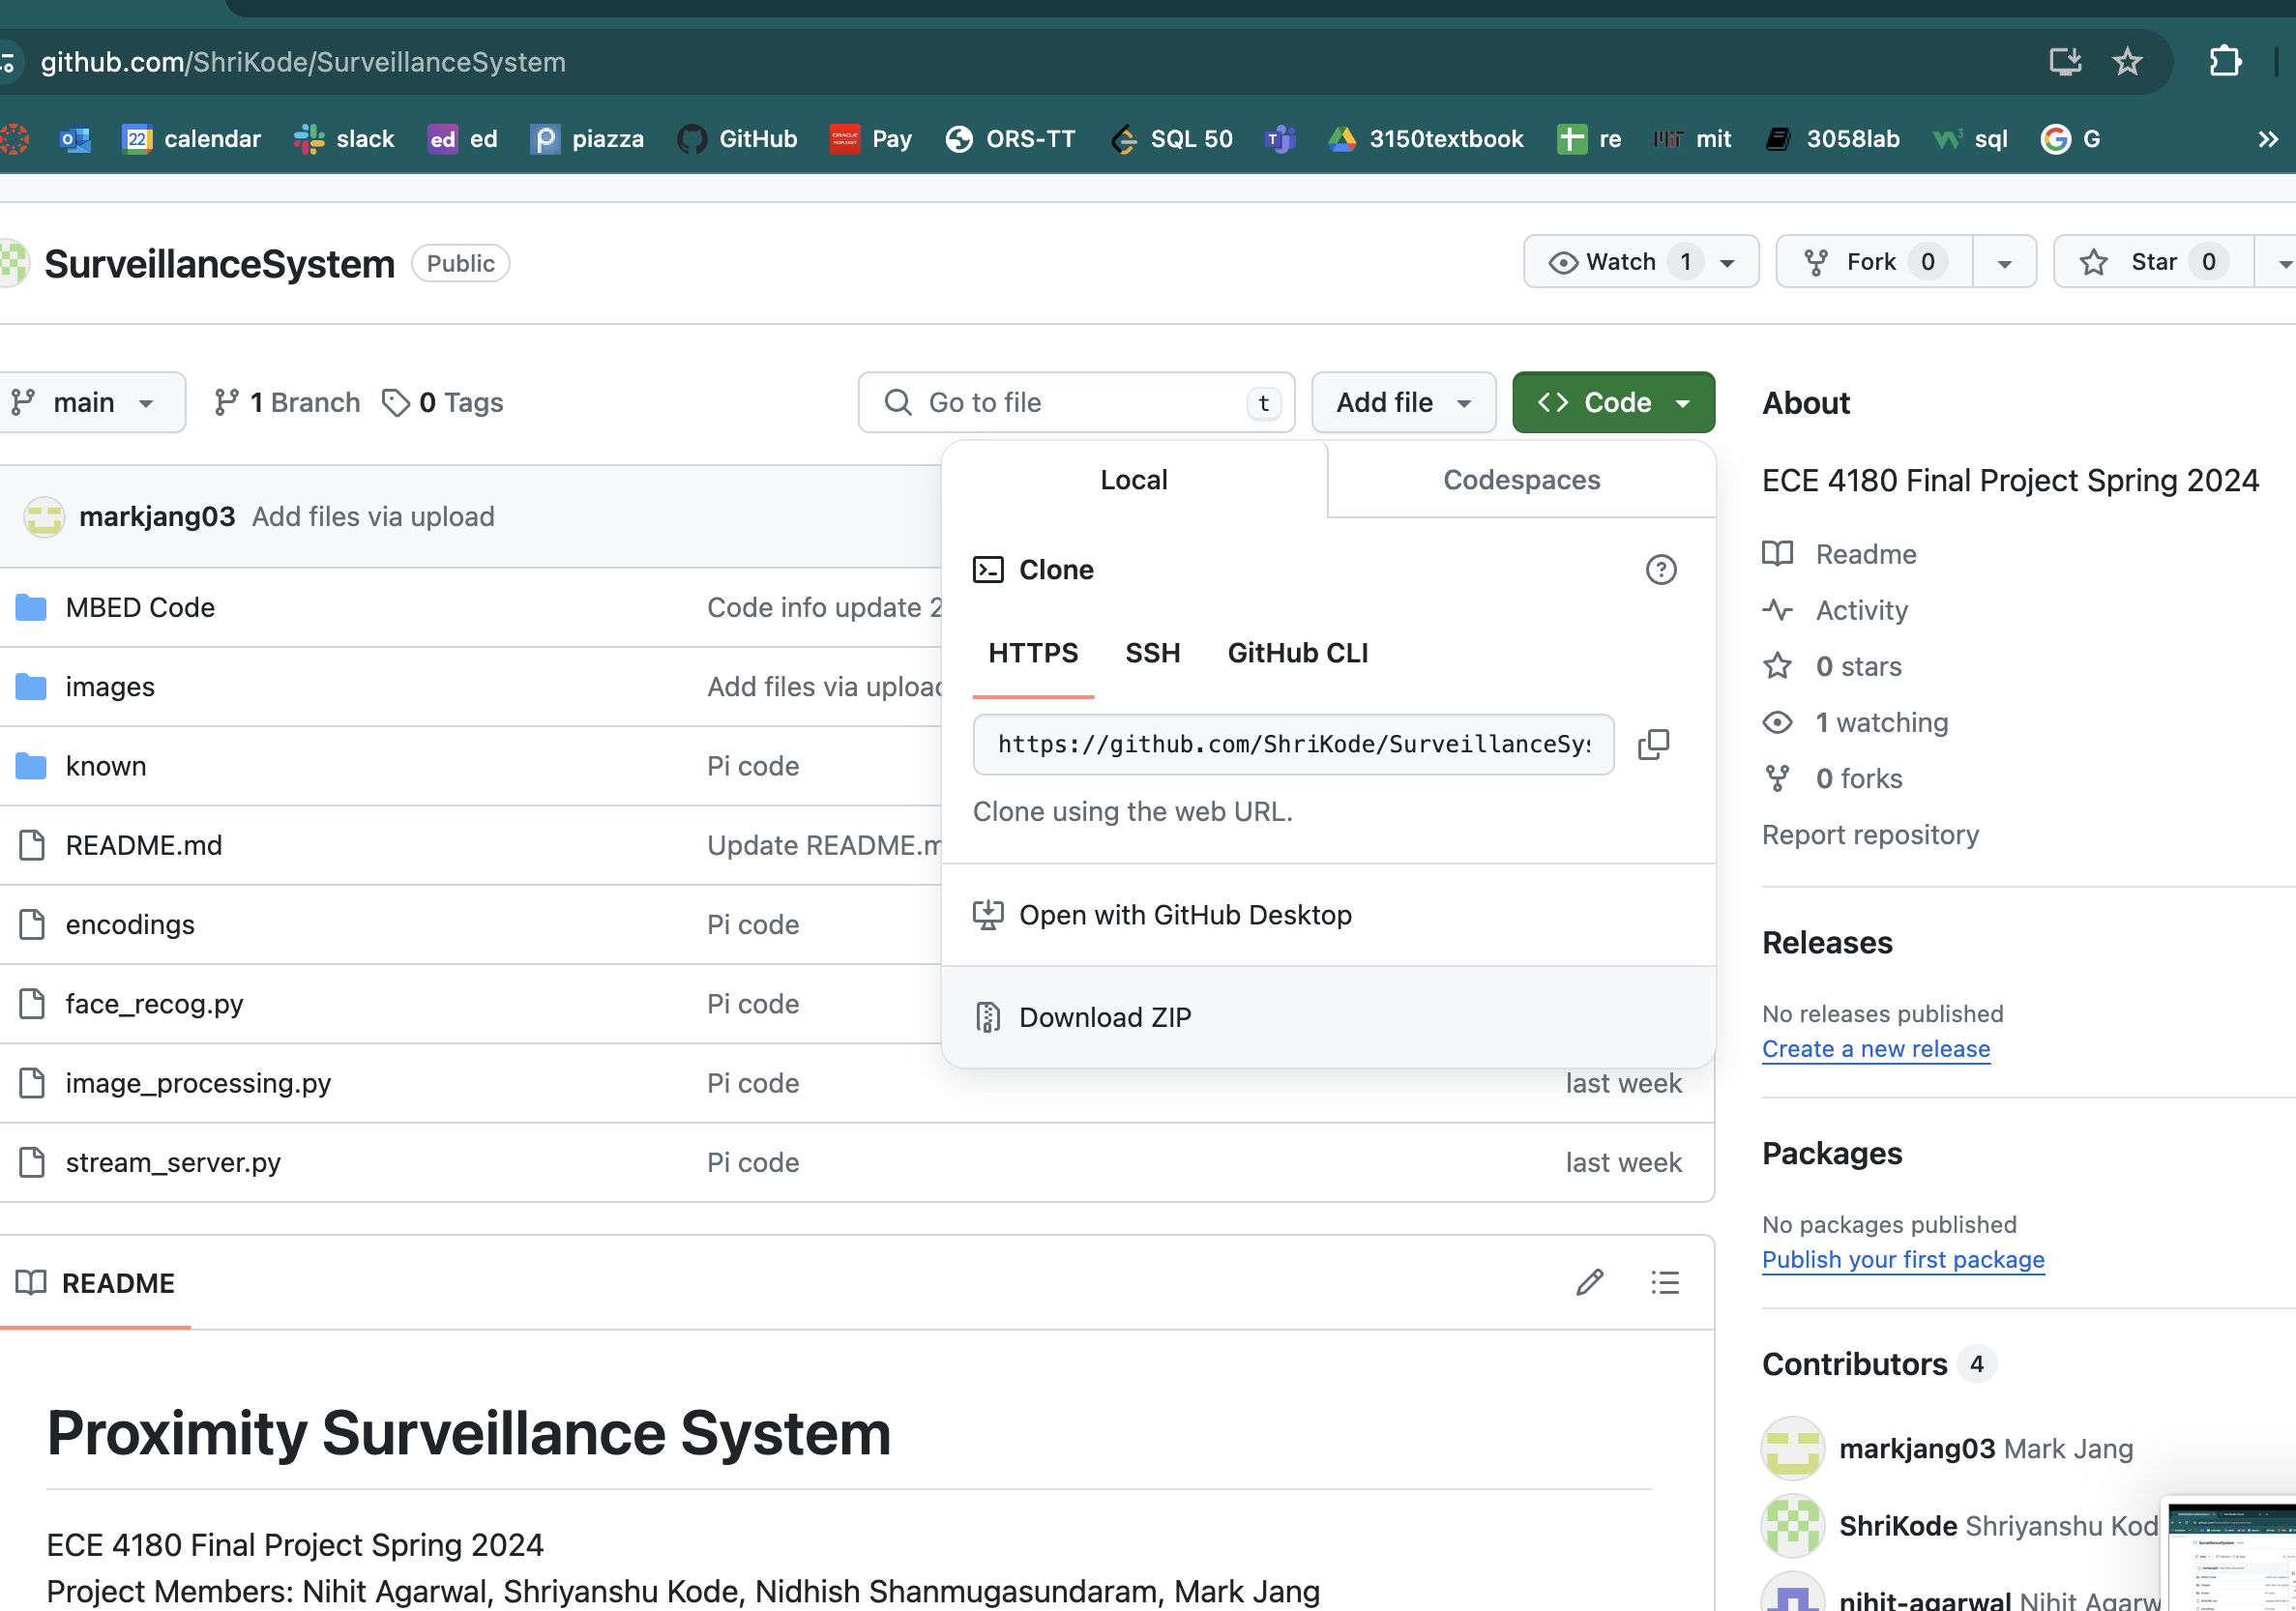 github.com/ShriKode/SurveillanceSystem
22 calendar slack ed ed piazza GitHub ORACLE Pay ORS-TT SQL 50 3150textbook re MIT mit 3058lab sql G
SurveillanceSystem Public Watch 1 Fork 0 Star 0
main 1 Branch 0 Tags Go to file t Add file Code
About
ECE 4180 Final Project Spring 2024
Readme
Activity
0 stars
1 watching
0 forks
Report repository
Local Codespaces
Clone
HTTPS SSH GitHub CLI
https://github.com/ShriKode/SurveillanceSys
Clone using the web URL.
Open with GitHub Desktop
Download ZIP
markjang03 Add files via upload
MBED Code Code info update 2
images Add files via upload
known Pi code
README.md Update README.m
encodings Pi code
face_recog.py Pi code
image_processing.py Pi code last week
stream_server.py Pi code last week
Releases
No releases published
Create a new release
Packages
No packages published
Publish your first package
Contributors 4
markjang03 Mark Jang
ShriKode Shriyanshu Kod
nihit-agarwal Nihit Agarw
README
Proximity Surveillance System
ECE 4180 Final Project Spring 2024
Project Members: Nihit Agarwal, Shriyanshu Kode, Nidhish Shanmugasundaram, Mark Jang